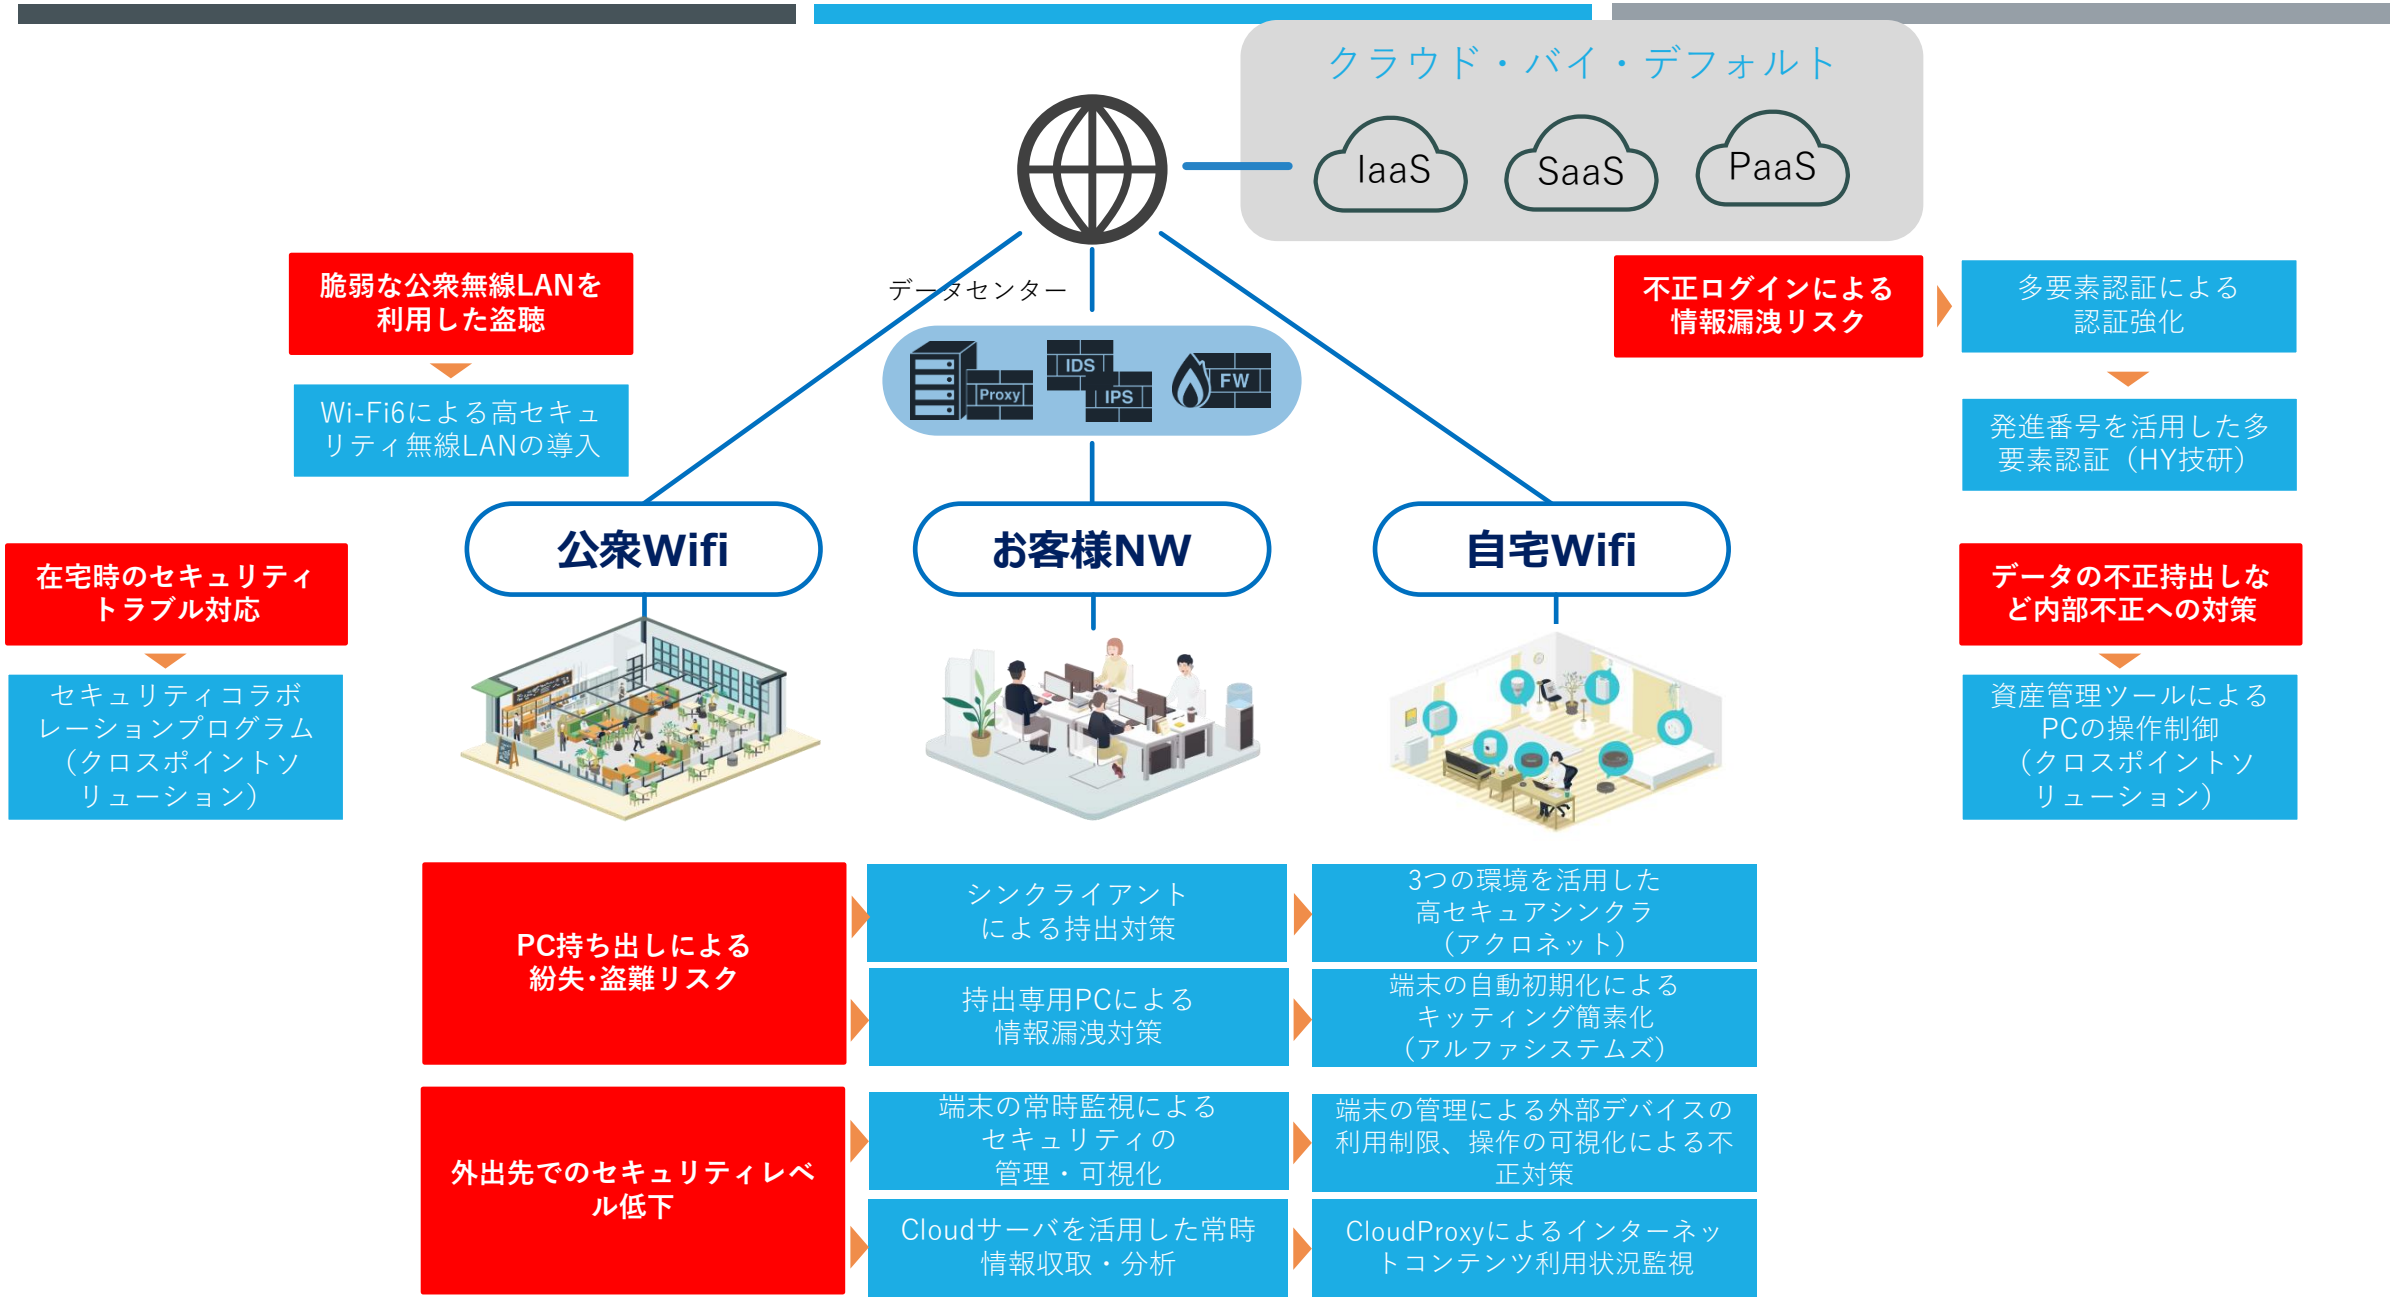 クラウド・バイ・デフォルト
IaaS
SaaS
PaaS
データセンター
Proxy
IDS
IPS
FW
脆弱な公衆無線LANを
利用した盗聴
Wi-Fi6による高セキュ
リティ無線LANの導入
不正ログインによる
情報漏洩リスク
多要素認証による
認証強化
発進番号を活用した多
要素認証（HY技研）
公衆Wifi
お客様NW
自宅Wifi
在宅時のセキュリティ
トラブル対応
セキュリティコラボ
レーションプログラム
（クロスポイントソ
リューション）
データの不正持出しな
ど内部不正への対策
資産管理ツールによる
PCの操作制御
（クロスポイントソ
リューション）
PC持ち出しによる
紛失・盗難リスク
シンクライアント
による持出対策
3つの環境を活用した
高セキュアシンクラ
（アクロネット）
持出専用PCによる
情報漏洩対策
端末の自動初期化による
キッティング簡素化
（アルファシステムズ）
外出先でのセキュリティレベ
ル低下
端末の常時監視による
セキュリティの
管理・可視化
端末の管理による外部デバイスの
利用制限、操作の可視化による不
正対策
Cloudサーバを活用した常時
情報収取・分析
CloudProxyによるインターネッ
トコンテンツ利用状況監視